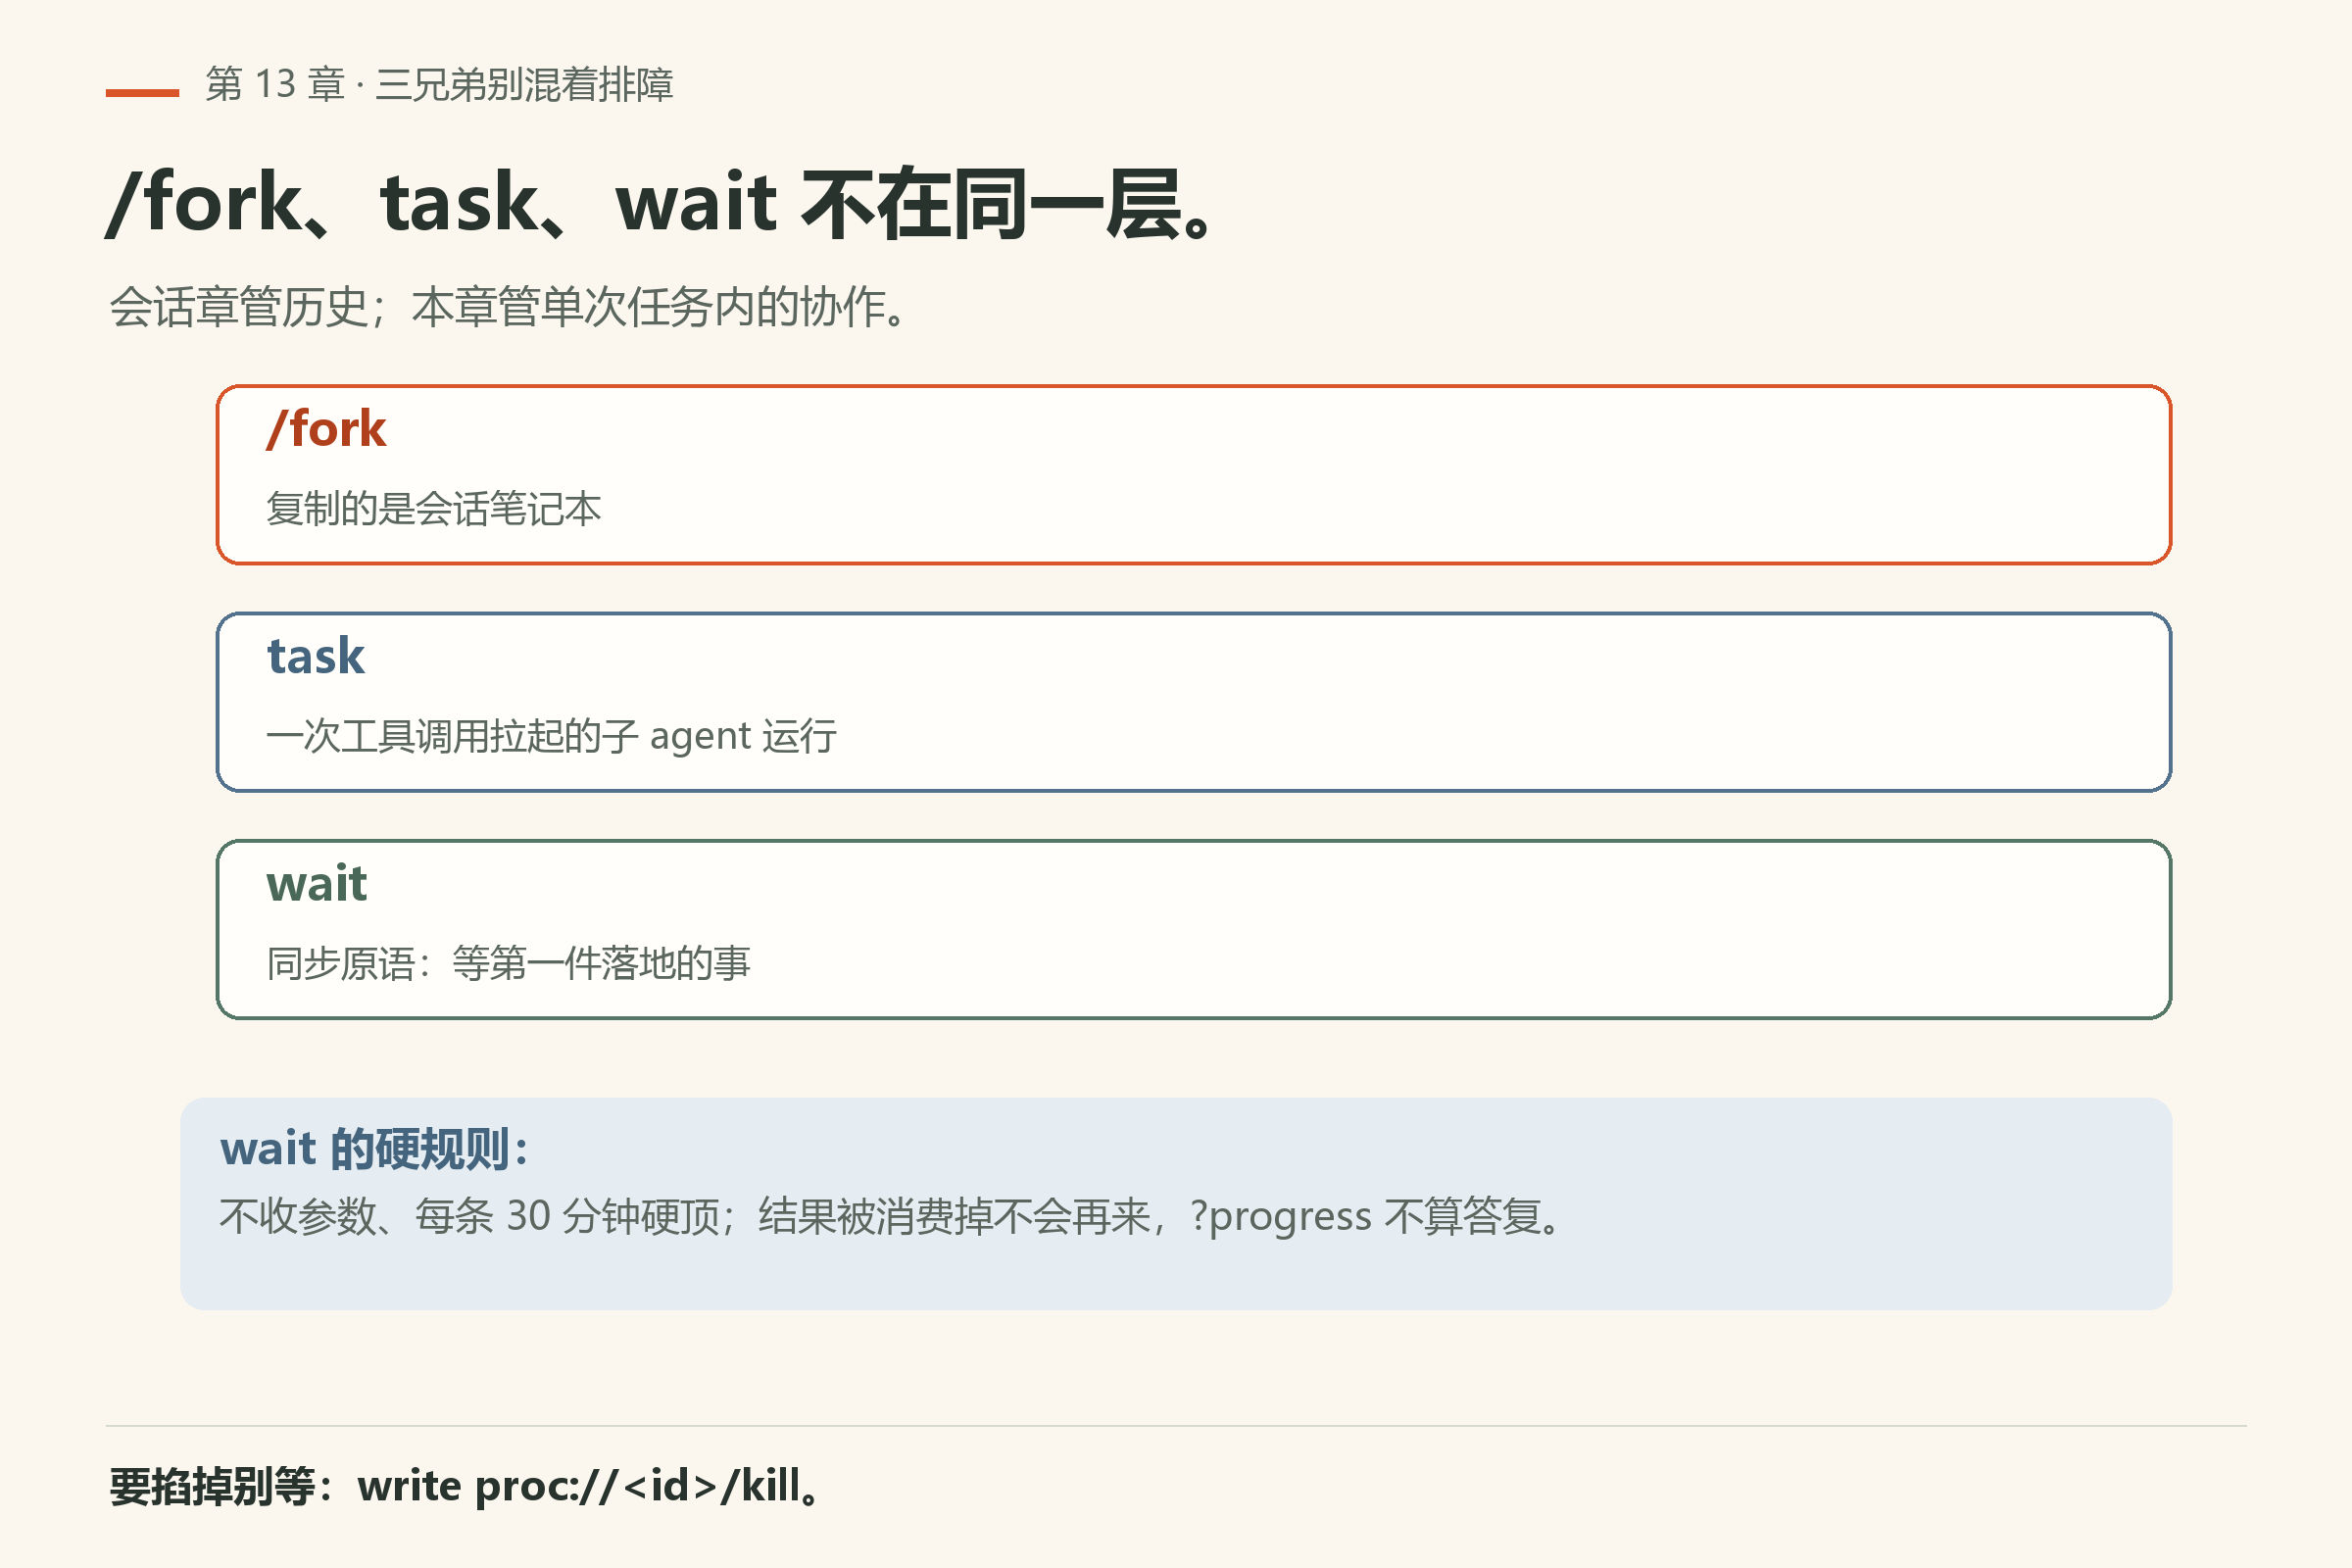 第 13 章 · 三兄弟别混着排障
/fork、task、wait 不在同一层。
会话章管历史；本章管单次任务内的协作。
/fork
复制的是会话笔记本
task
一次工具调用拉起的子 agent 运行
wait
同步原语：等第一件落地的事
wait 的硬规则：
不收参数、每条 30 分钟硬顶；结果被消费掉不会再来，?progress 不算答复。
要掐掉别等：write proc://<id>/kill。